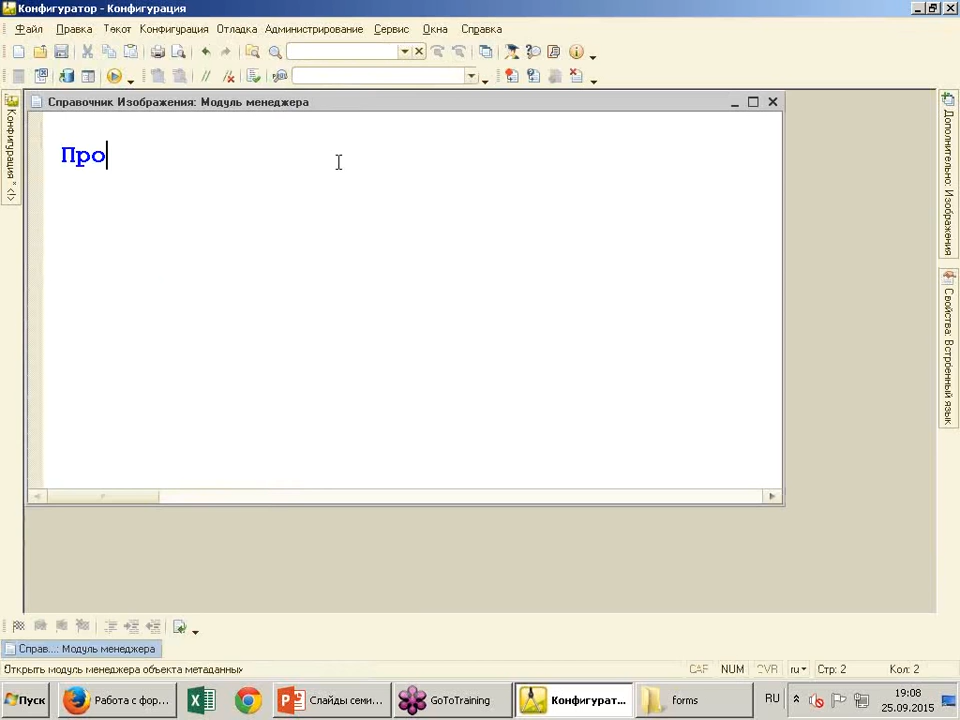 Конфигуратор - Конфигурация
Файл Правка Текст Конфигурация Отладка Администрирование Сервис Окна Справка
Конфигурация * <!>
Справочник Изображения: Модуль менеджера
Про
Дополнительно: Изображения
Свойства: Встроенный язык
Справ...: Модуль менеджера
Открыть модуль менеджера объекта метаданных
CAP NUM OVR ru Стр: 2 Кол: 2
Пуск Работа с фор... Слайды семи... GoToTraining Конфигурат... forms RU 19:08
25.09.2015